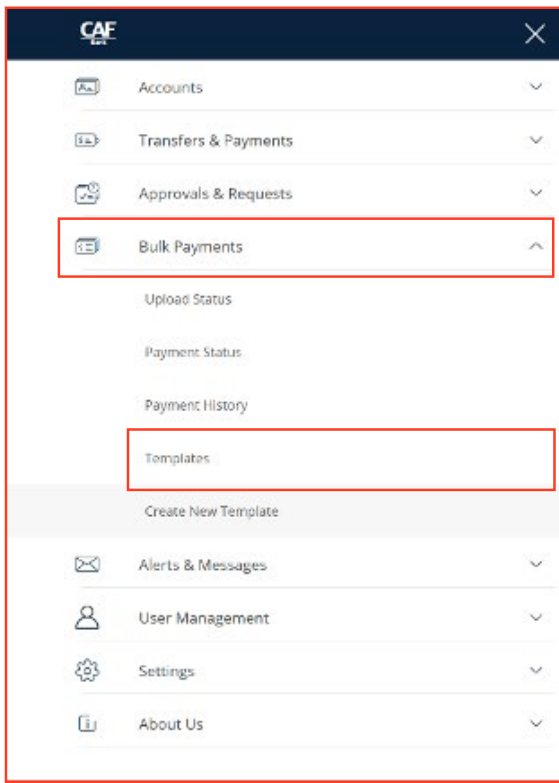 CAF
Bank
Accounts
Transfers & Payments
Approvals & Requests
Bulk Payments
Upload Status
Payment Status
Payment History
Templates
Create New Template
Alerts & Messages
User Management
Settings
About Us